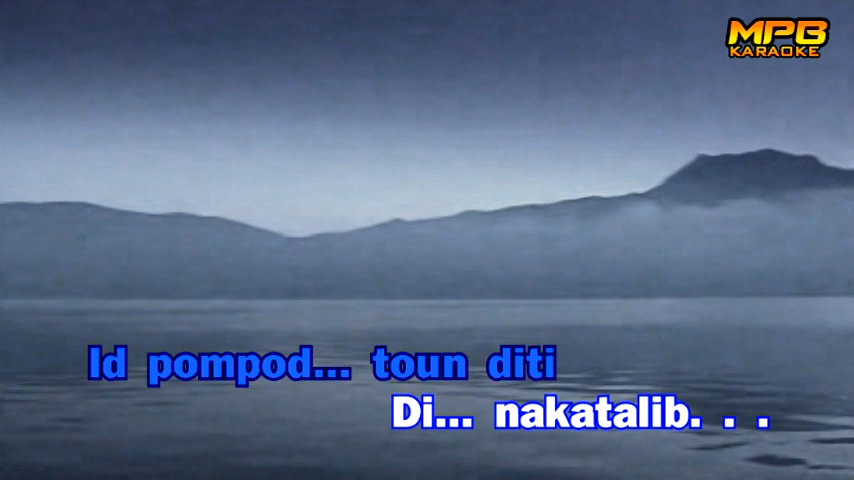 MPB
KARAOKE
Id pompod... toun diti
Di... nakatalib. . .